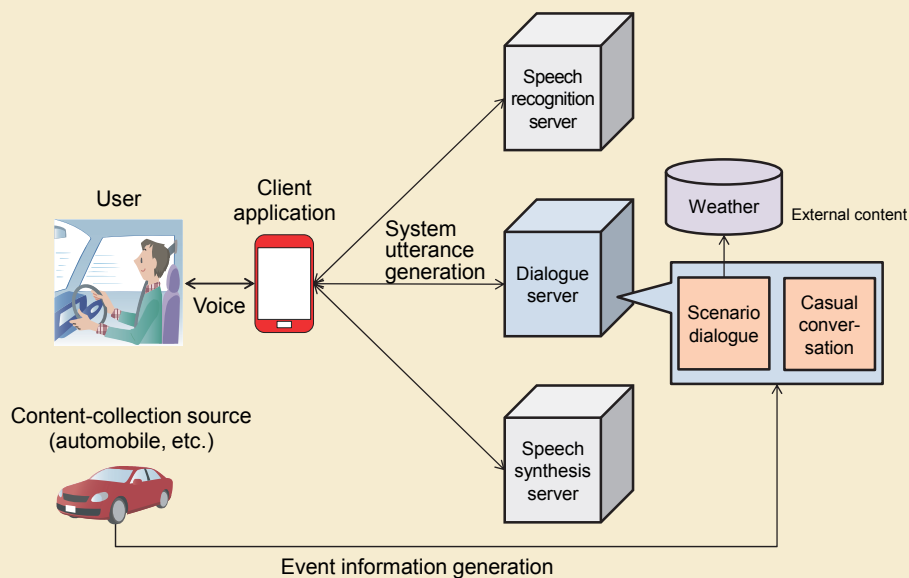 Speech
recognition
server
User
Client
application
Voice
System
utterance
generation
Dialogue
server
Weather
External content
Scenario
dialogue
Casual
conver-
sation
Content-collection source
(automobile, etc.)
Speech
synthesis
server
Event information generation